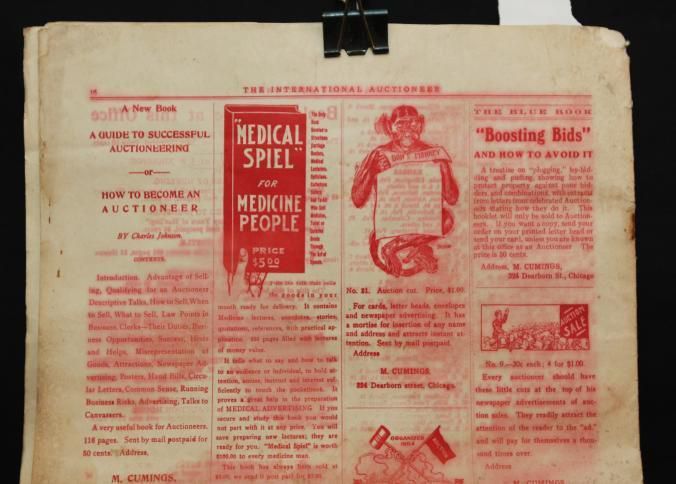 16
THE INTERNATIONAL AUCTIONEER
A New Book
A GUIDE TO SUCCESSFUL
AUCTIONEERING
—or—
HOW TO BECOME AN
AUCTIONEER
BY Charles Johnson.
CONTENTS.
Introduction. Advantage of Sell-
ing, Qualifying for an Auctioneer
Descriptive Talks, How to Sell, When
to Sell, What to Sell, Law Points in
Business Clerks—Their Duties, Busi-
ness Opportunities, Success, Hints
and Helps, Misrepresentation of
Goods, Attractions, Newspaper Ad-
vertising, Posters, Hand Bills, Circu-
lar Letters, Common Sense, Running
Business Risks, Advertising, Talks to
Canvasers.
A very useful book for Auctioneers.
116 pages. Sent by mail postpaid for
50 cents. Address,
M. CUMINGS,
"MEDICAL
SPIEL"
FOR
MEDICINE
PEOPLE
PRICE
$5.00
the goods in your
mouth ready for delivery. It contains
Medicine lectures, anecdotes, stories,
quotations, references, with practical ap-
plication. pages filled with lectures
of money value.
It tells what to say and how to talk
to an audience or individual, to hold at-
tention, amuse, instruct and interest suf-
ficiently to touch the pocketbook. It
proves a great help in the preparation
of MEDICAL ADVERTISING. If you
secure and study this book you would
not part with it at any price. You will
save preparing new lectures; they are
ready for you. "Medical Spiel" is worth
$100.00 to every medicine man.
This book has always been sold at
DON'T MONKEY
No. 21. Auction cut. Price, $1.00.
For cards, letter heads, envelopes
and newspaper advertising. It has
a mortise for insertion of any name
and address and attracts instant at-
tention. Sent by mail postpaid.
Address
M. CUMINGS.
324 Dearborn street, Chicago.
ORGANIZED
THE BLUE BOOK
"Boosting Bids"
AND HOW TO AVOID IT
A treatise on "plugging," by-bid-
ding and puffing, showing how to
protect property against poor bid-
ders and combinations, with extracts
from letters from celebrated Auction-
eers stating how they do it. This
booklet will only be sold to Auction-
eers. If you want a copy, send your
order on your printed letter head or
send your card, unless you are known
at this office as an Auctioneer The
price is 50 cents.
Address, M. CUMINGS,
324 Dearborn St., Chicago
AUCTION
SALE
No. 9.—30c each; 4 for $1.00.
Every auctioneer should have
these little cuts at the top of his
newspaper advertisements of auc-
tion sales. They readily attract the
attention of the reader to the "ad."
and will pay for themselves a thou-
sand times over.
Address
M. CUMINGS